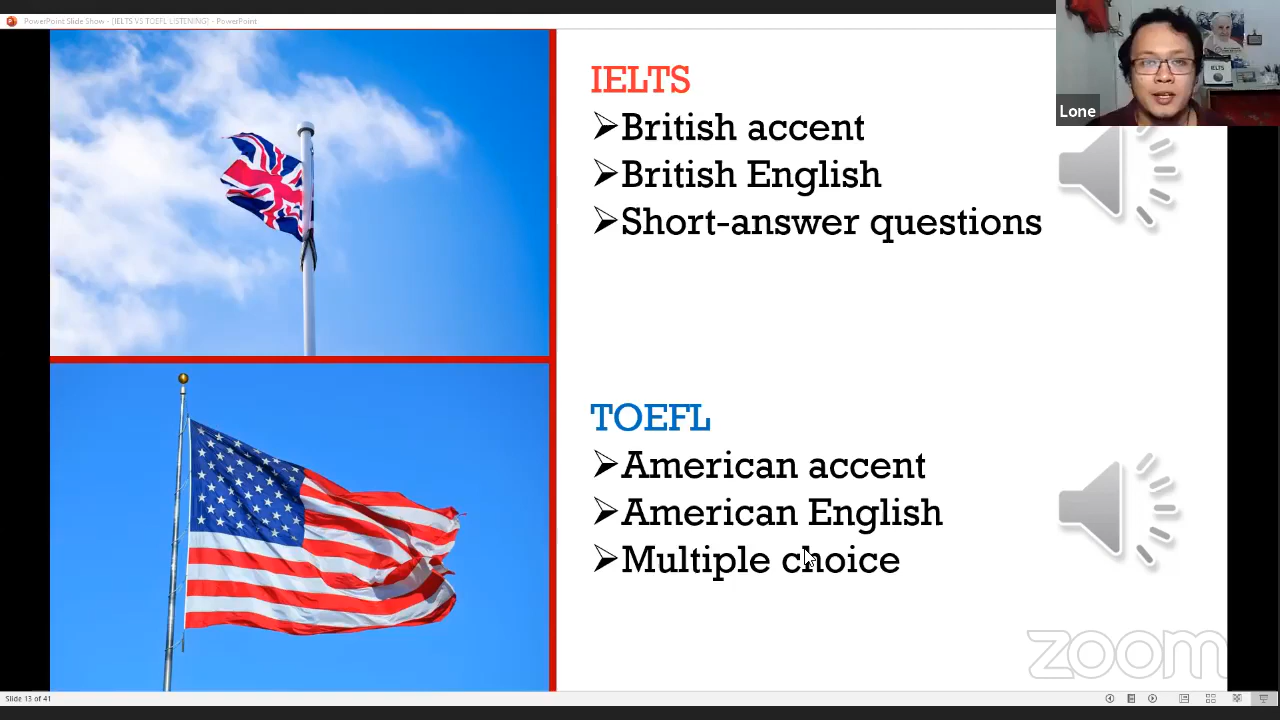 PowerPoint Slide Show - [IELTS VS TOEFL LISTENING] - PowerPoint
IELTS
Lone
IELTS
➢British accent
➢British English
➢Short-answer questions
TOEFL
➢American accent
➢American English
➢Multiple choice
zoom
Slide 13 of 41